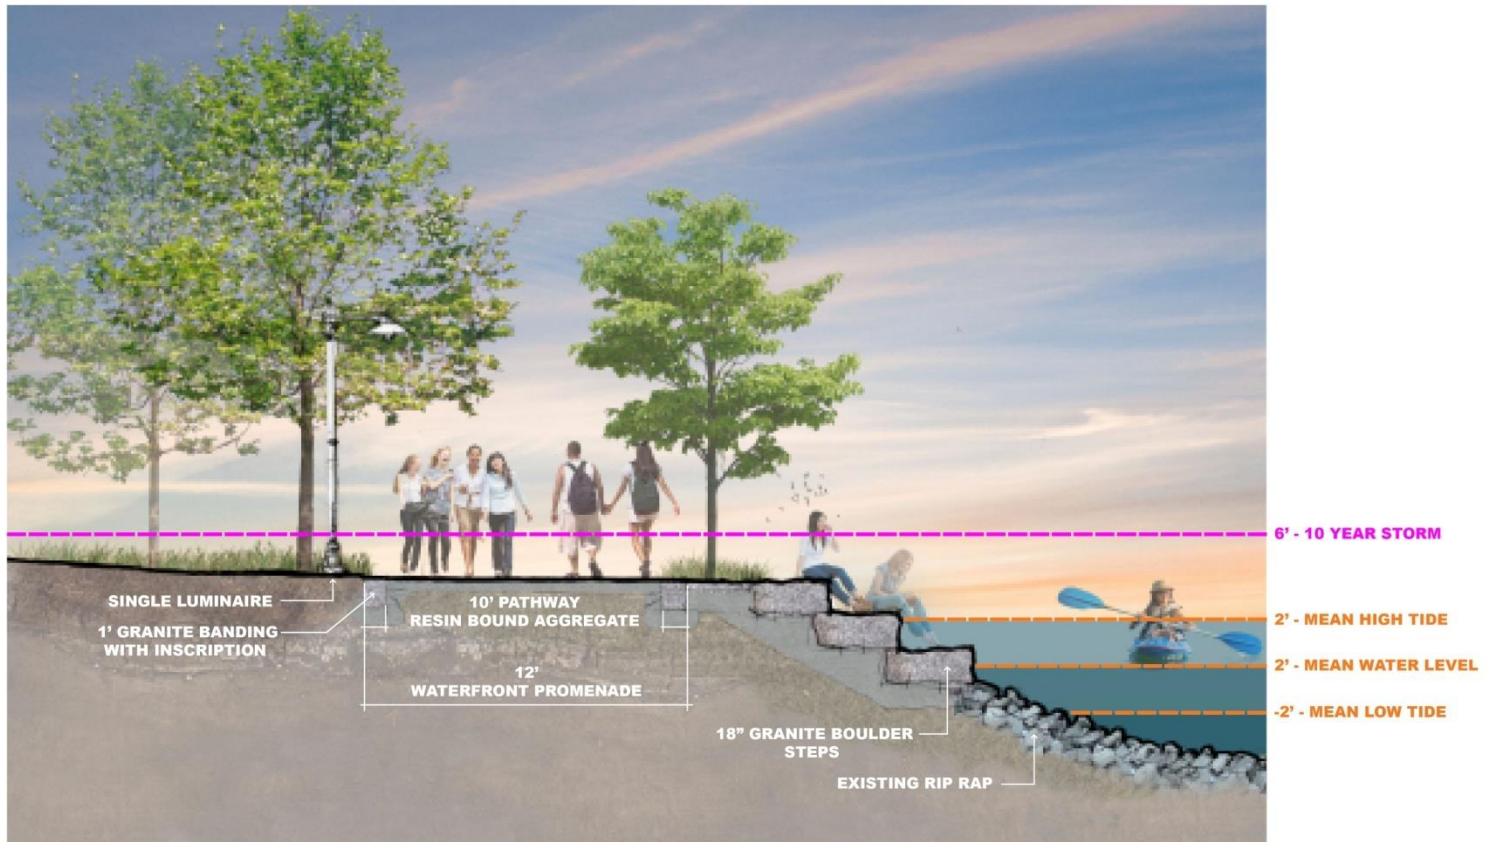 6' - 10 YEAR STORM
SINGLE LUMINAIRE
1' GRANITE BANDING
WITH INSCRIPTION
10' PATHWAY
RESIN BOUND AGGREGATE
12'
WATERFRONT PROMENADE
2' - MEAN HIGH TIDE
2' - MEAN WATER LEVEL
-2' - MEAN LOW TIDE
18” GRANITE BOULDER
STEPS
EXISTING RIP RAP